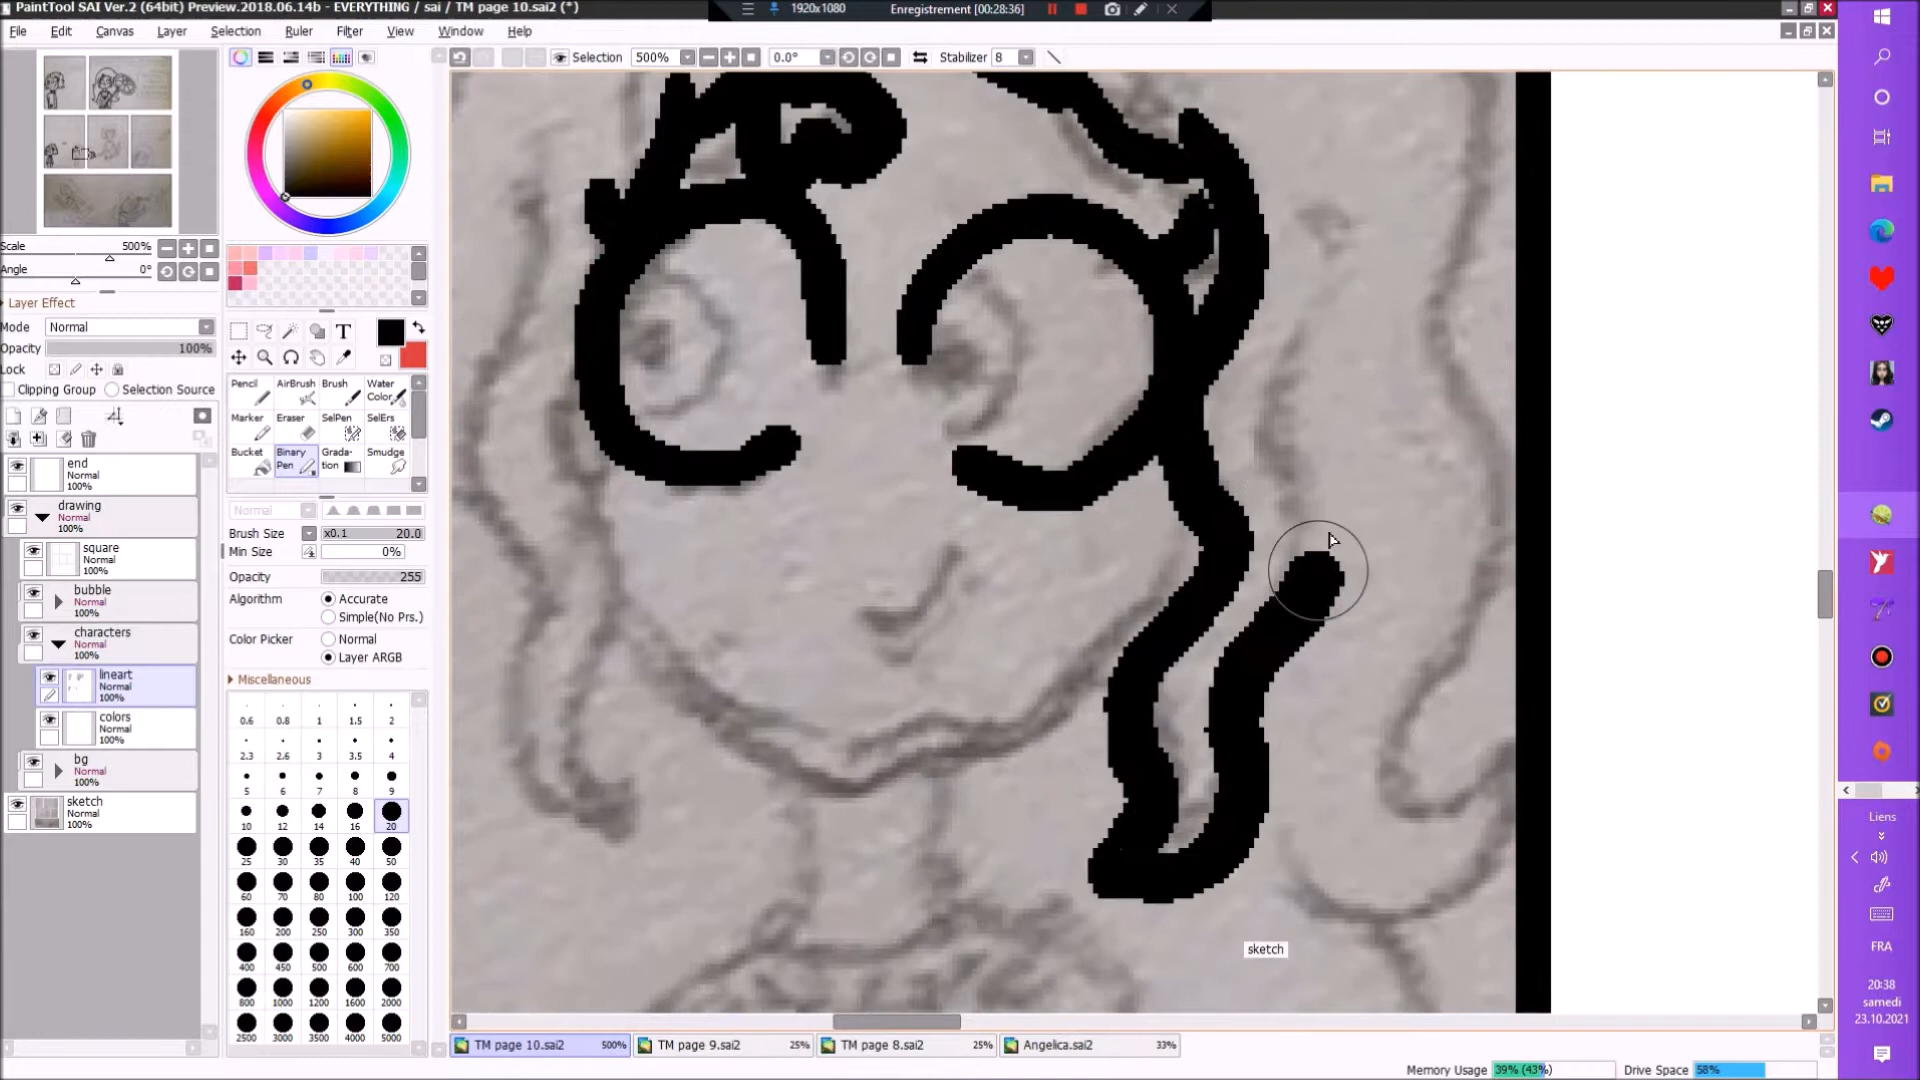 PaintTool SAI Ver.2 (64bit) Preview.2018.06.14b - EVERYTHING / sai / TM page 10.sai2 (*)
1920x1080 Enregistrement [00:28:36]
File Edit Canvas Layer Selection Ruler Filter View Window Help
Selection 500% 0.0° Stabilizer 8
Scale 500%
Angle 0°
Layer Effect
Mode Normal
Opacity 100%
Lock
Clipping Group Selection Source
end
Normal
100%
drawing
Normal
100%
square
Normal
100%
bubble
Normal
100%
characters
Normal
100%
lineart
Normal
100%
colors
Normal
100%
bg
Normal
100%
sketch
Normal
100%
T
Pencil AirBrush Brush Water Color
Marker Eraser SelPen SelErs
Bucket Binary Pen Grada-tion Smudge
Normal
Brush Size x0.1 20.0
Min Size 0%
Opacity 255
Algorithm Accurate
Simple(No Prs.)
Color Picker Normal
Layer ARGB
Miscellaneous
0.6 0.8 1 1.5 2
2.3 2.6 3 3.5 4
5 6 7 8 9
10 12 14 16 20
25 30 35 40 50
60 70 80 100 120
160 200 250 300 350
400 450 500 600 700
800 1000 1200 1600 2000
2500 3000 3500 4000 5000
sketch
TM page 10.sai2 500% TM page 9.sai2 25% TM page 8.sai2 25% Angelica.sai2 33%
Memory Usage 39% (43%) Drive Space 58%
Liens
FRA
20:38
samedi
23.10.2021